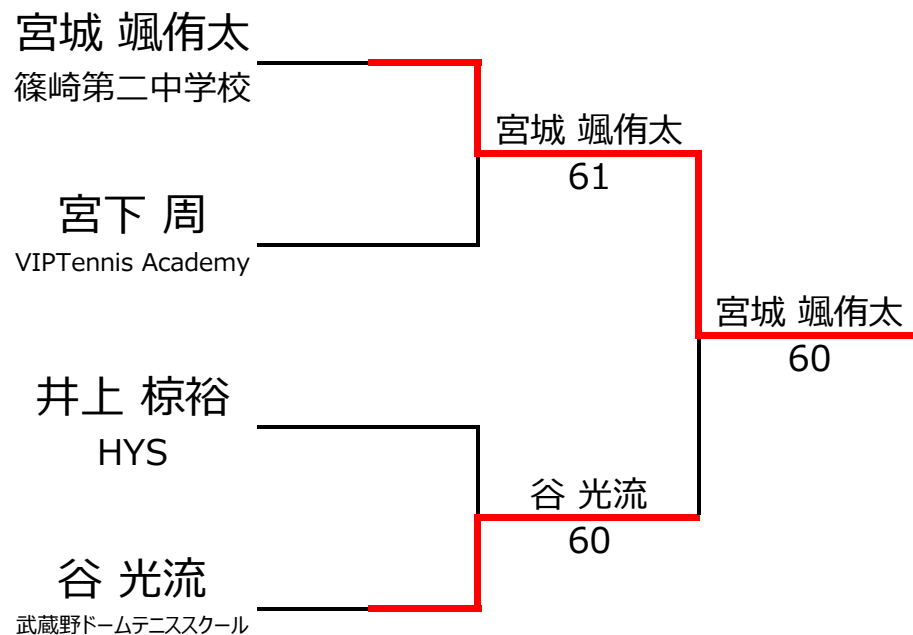 宮城 颯侑太
篠崎第二中学校
宮城 颯侑太
61
宮下 周
VIPTennis Academy
宮城 颯侑太
60
井上 椋裕
HYS
谷 光流
60
谷 光流
武蔵野ドームテニススクール